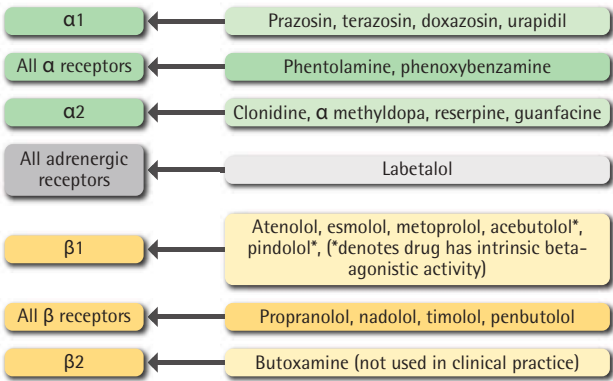 α1
Prazosin, terazosin, doxazosin, urapidil
All α receptors
Phentolamine, phenoxybenzamine
α2
Clonidine, α methyldopa, reserpine, guanfacine
All adrenergic
receptors
Labetalol
β1
Atenolol, esmolol, metoprolol, acebutolol*,
pindolol*, (*denotes drug has intrinsic beta-
agonistic activity)
All β receptors
Propranolol, nadolol, timolol, penbutolol
β2
Butoxamine (not used in clinical practice)